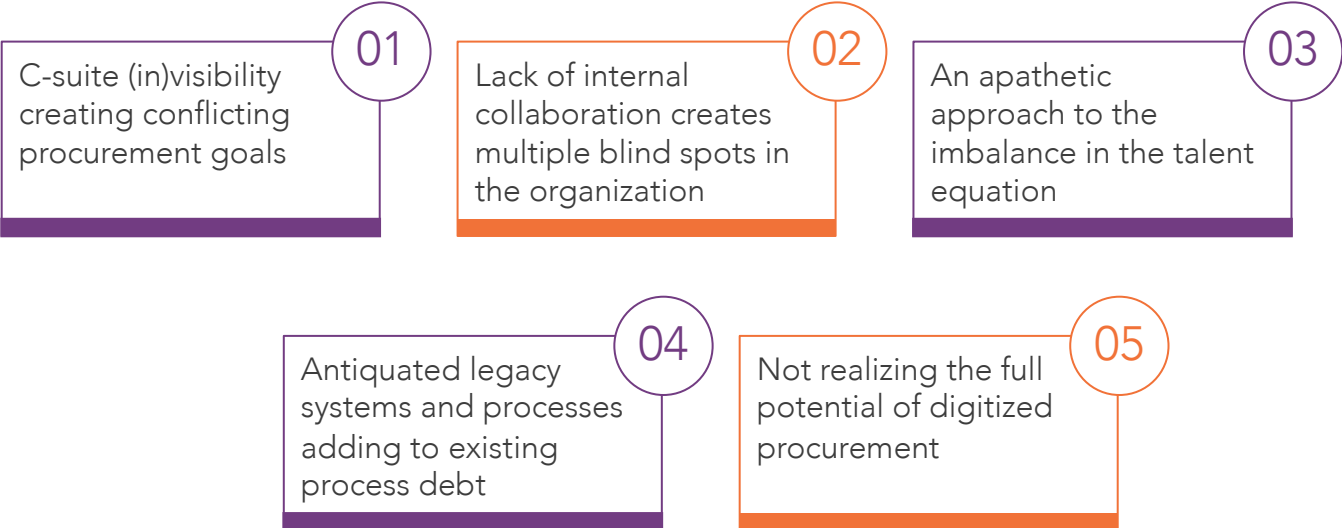 01
C-suite (in)visibility
creating conflicting
procurement goals
02
Lack of internal
collaboration creates
multiple blind spots in
the organization
03
An apathetic
approach to the
imbalance in the talent
equation
04
Antiquated legacy
systems and processes
adding to existing
process debt
05
Not realizing the full
potential of digitized
procurement